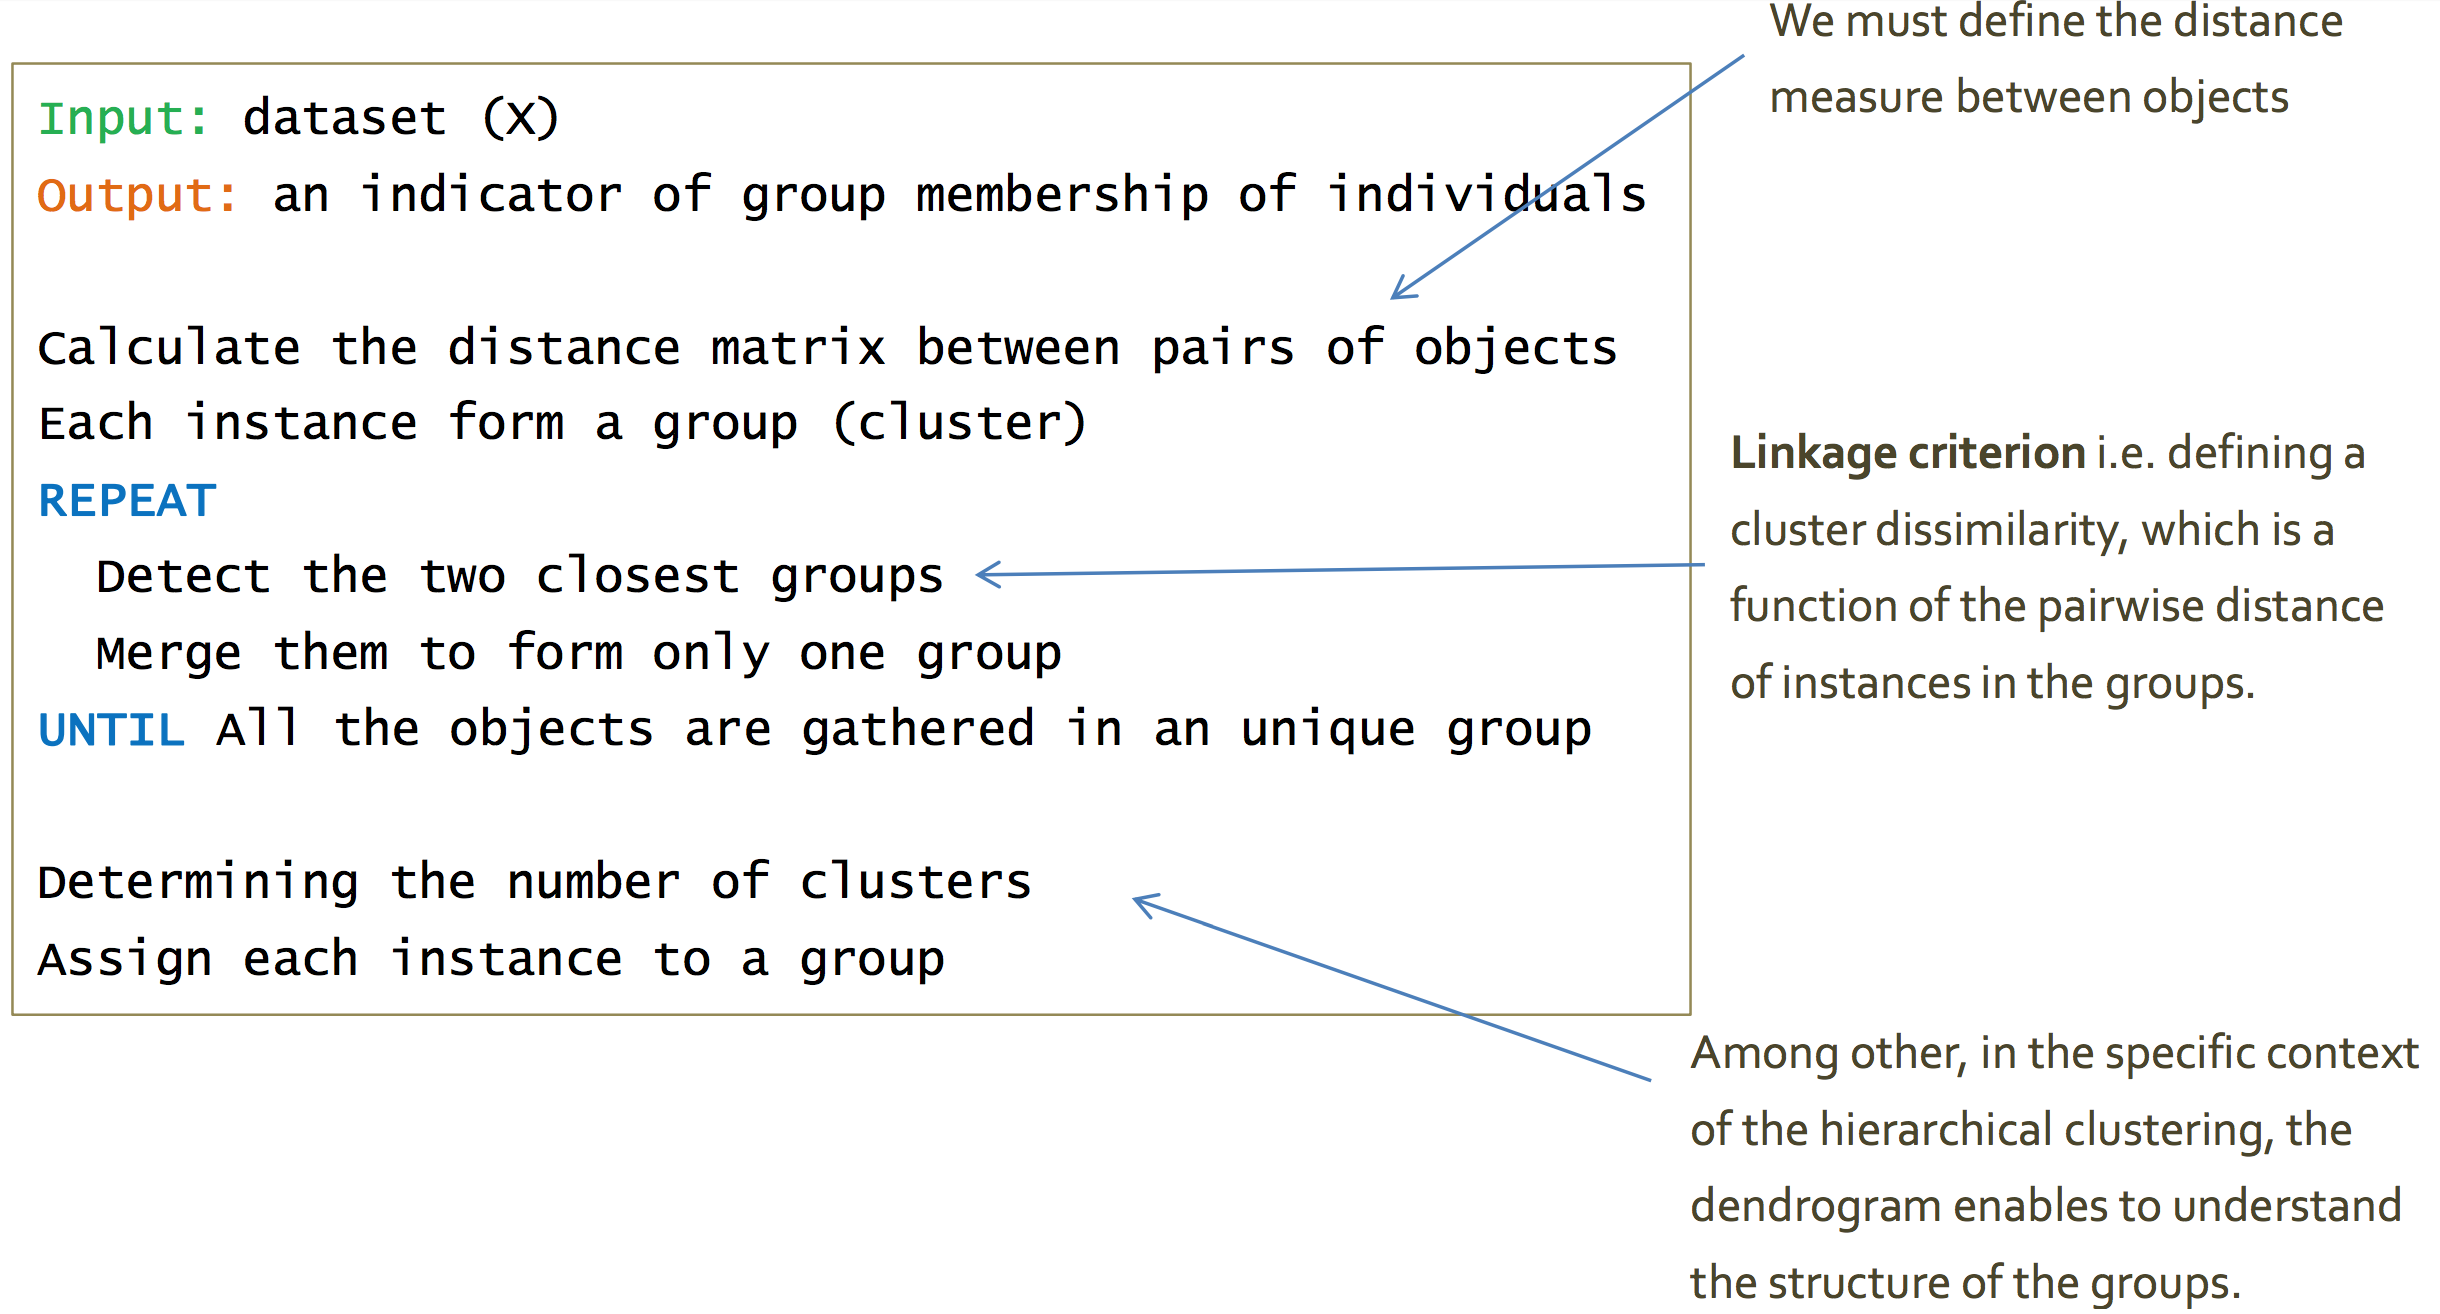 We must define the distance
measure between objects
Input: dataset (X)
Output: an indicator of group membership of individuals
Calculate the distance matrix between pairs of objects
Each instance form a group (cluster)
REPEAT
Detect the two closest groups
Merge them to form only one group
UNTIL All the objects are gathered in an unique group
Determining the number of clusters
Assign each instance to a group
Linkage criterion i.e. defining a
cluster dissimilarity, which is a
function of the pairwise distance
of instances in the groups.
Among other, in the specific context
of the hierarchical clustering, the
dendrogram enables to understand
the structure of the groups.